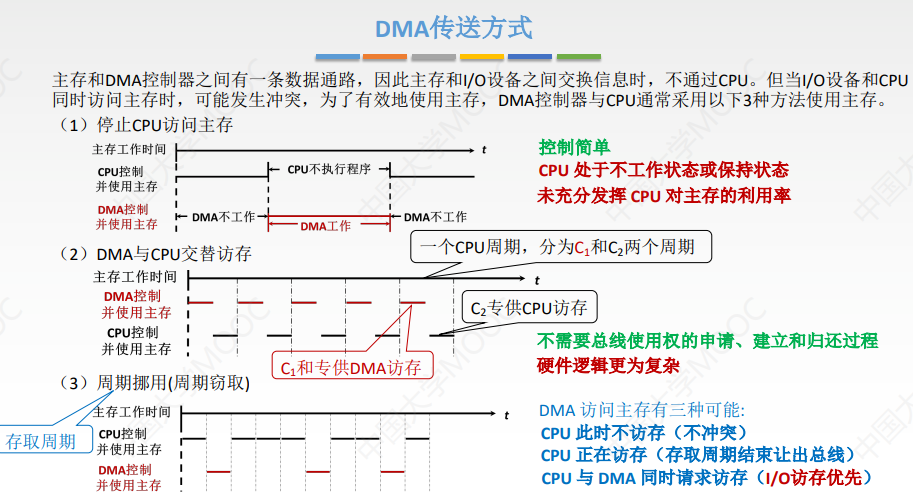 DMA传送方式
主存和DMA控制器之间有一条数据通路，因此主存和I/O设备之间交换信息时，不通过CPU。但当I/O设备和CPU
同时访问主存时，可能发生冲突，为了有效地使用主存，DMA控制器与CPU通常采用以下3种方法使用主存。
（1）停止CPU访问主存
主存工作时间
t
CPU控制
并使用主存
CPU不执行程序
DMA控制
并使用主存
DMA不工作
DMA工作
DMA不工作
控制简单
CPU 处于不工作状态或保持状态
未充分发挥 CPU 对主存的利用率
（2）DMA与CPU交替访存
一个CPU周期，分为C1和C2两个周期
主存工作时间
t
DMA控制
并使用主存
C2专供CPU访存
CPU控制
并使用主存
C1和专供DMA访存
不需要总线使用权的申请、建立和归还过程
硬件逻辑更为复杂
（3）周期挪用(周期窃取)
主存工作时间
t
存取周期
CPU控制
并使用主存
DMA控制
并使用主存
DMA 访问主存有三种可能:
CPU 此时不访存（不冲突）
CPU 正在访存（存取周期结束让出总线）
CPU 与 DMA 同时请求访存（I/O访存优先）
中国大学MOOC